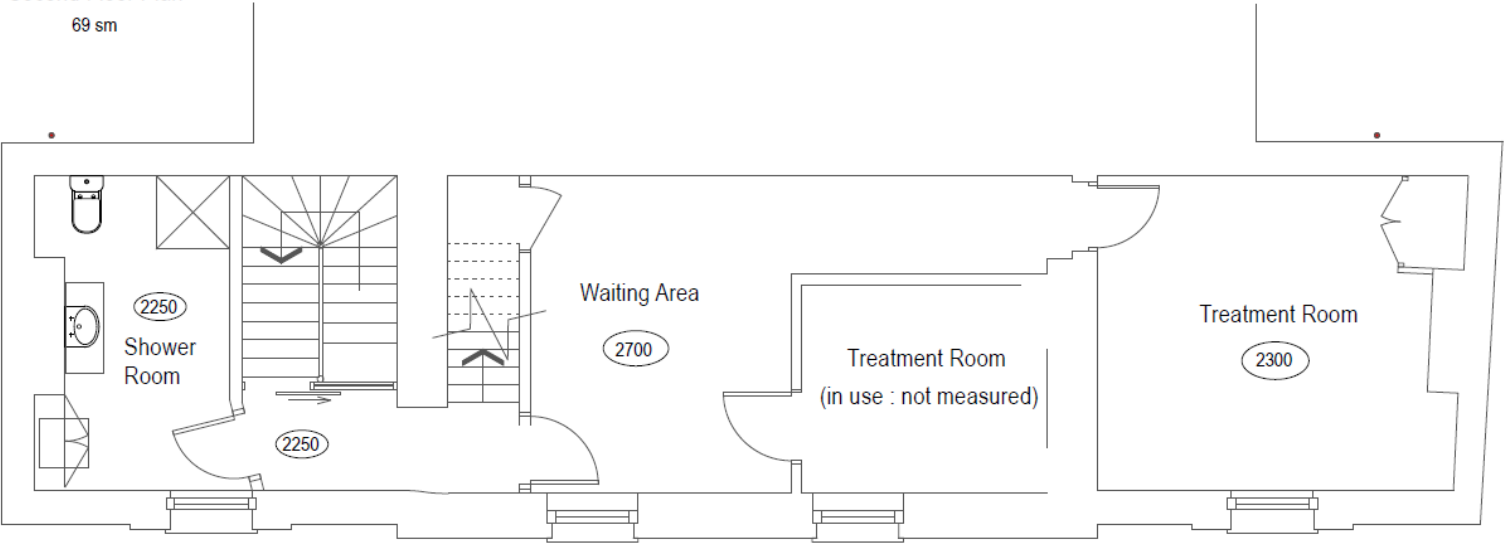 69 sm
2250
Shower
Room
2250
Waiting Area
2700
Treatment Room
(in use : not measured)
Treatment Room
2300